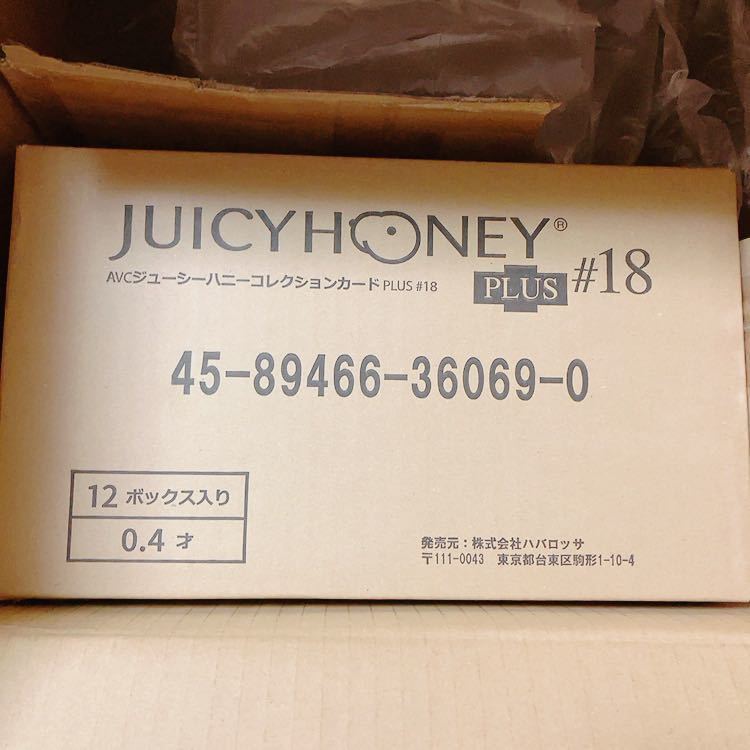 JUICYHONEY®
AVCジューシーハニーコレクションカード PLUS #18
PLUS #18
45-89466-36069-0
12 ボックス入り
0.4 才
発売元：株式会社ハバロッサ
〒111-0043 東京都台東区駒形1-10-4